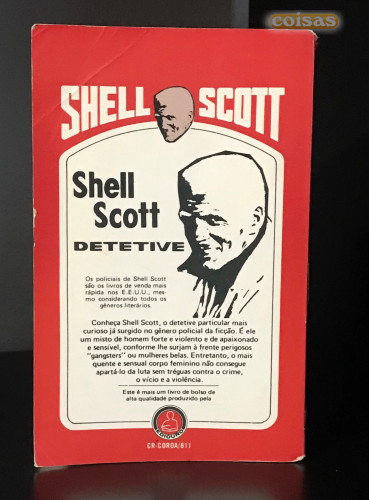 coisas
SHELL SCOTT
Shell
Scott
DETETIVE
Os policiais de Shell Scott
são os livros de venda mais
rápida nos E.E.U.U., mes-
mo considerando todos os
gêneros literários.
Conheça Shell Scott, o detetive particular mais
curioso já surgido no gênero policial da ficção. É ele
um misto de homem forte e violento e de apaixonado
e sensível, conforme lhe surjam à frente perigosos
"gangsters" ou mulheres belas. Entretanto, o mais
quente e sensual corpo feminino não consegue
apartá-lo da luta sem tréguas contra o crime,
o vício e a violência.
Este é mais um livro de bolso de
alta qualidade produzido pela
EDIOURO
CR-COROA/811